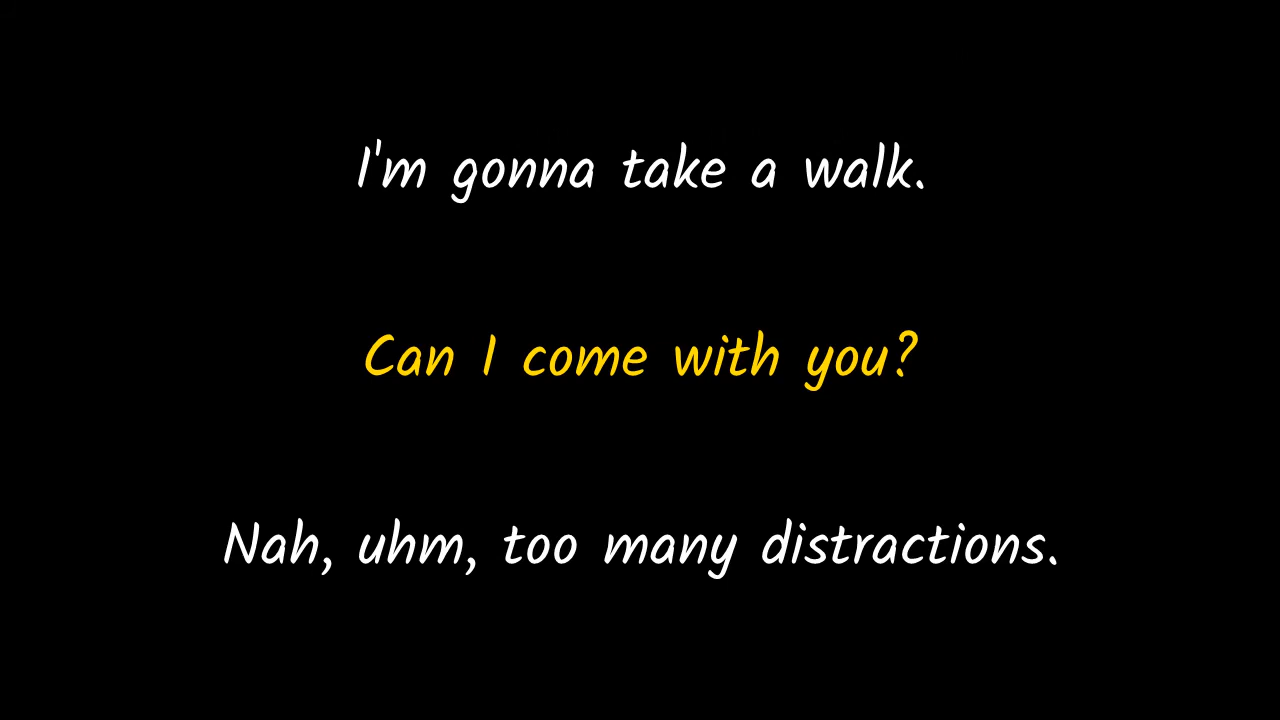 I'm gonna take a walk.
Can I come with you?
Nah, uhm, too many distractions.